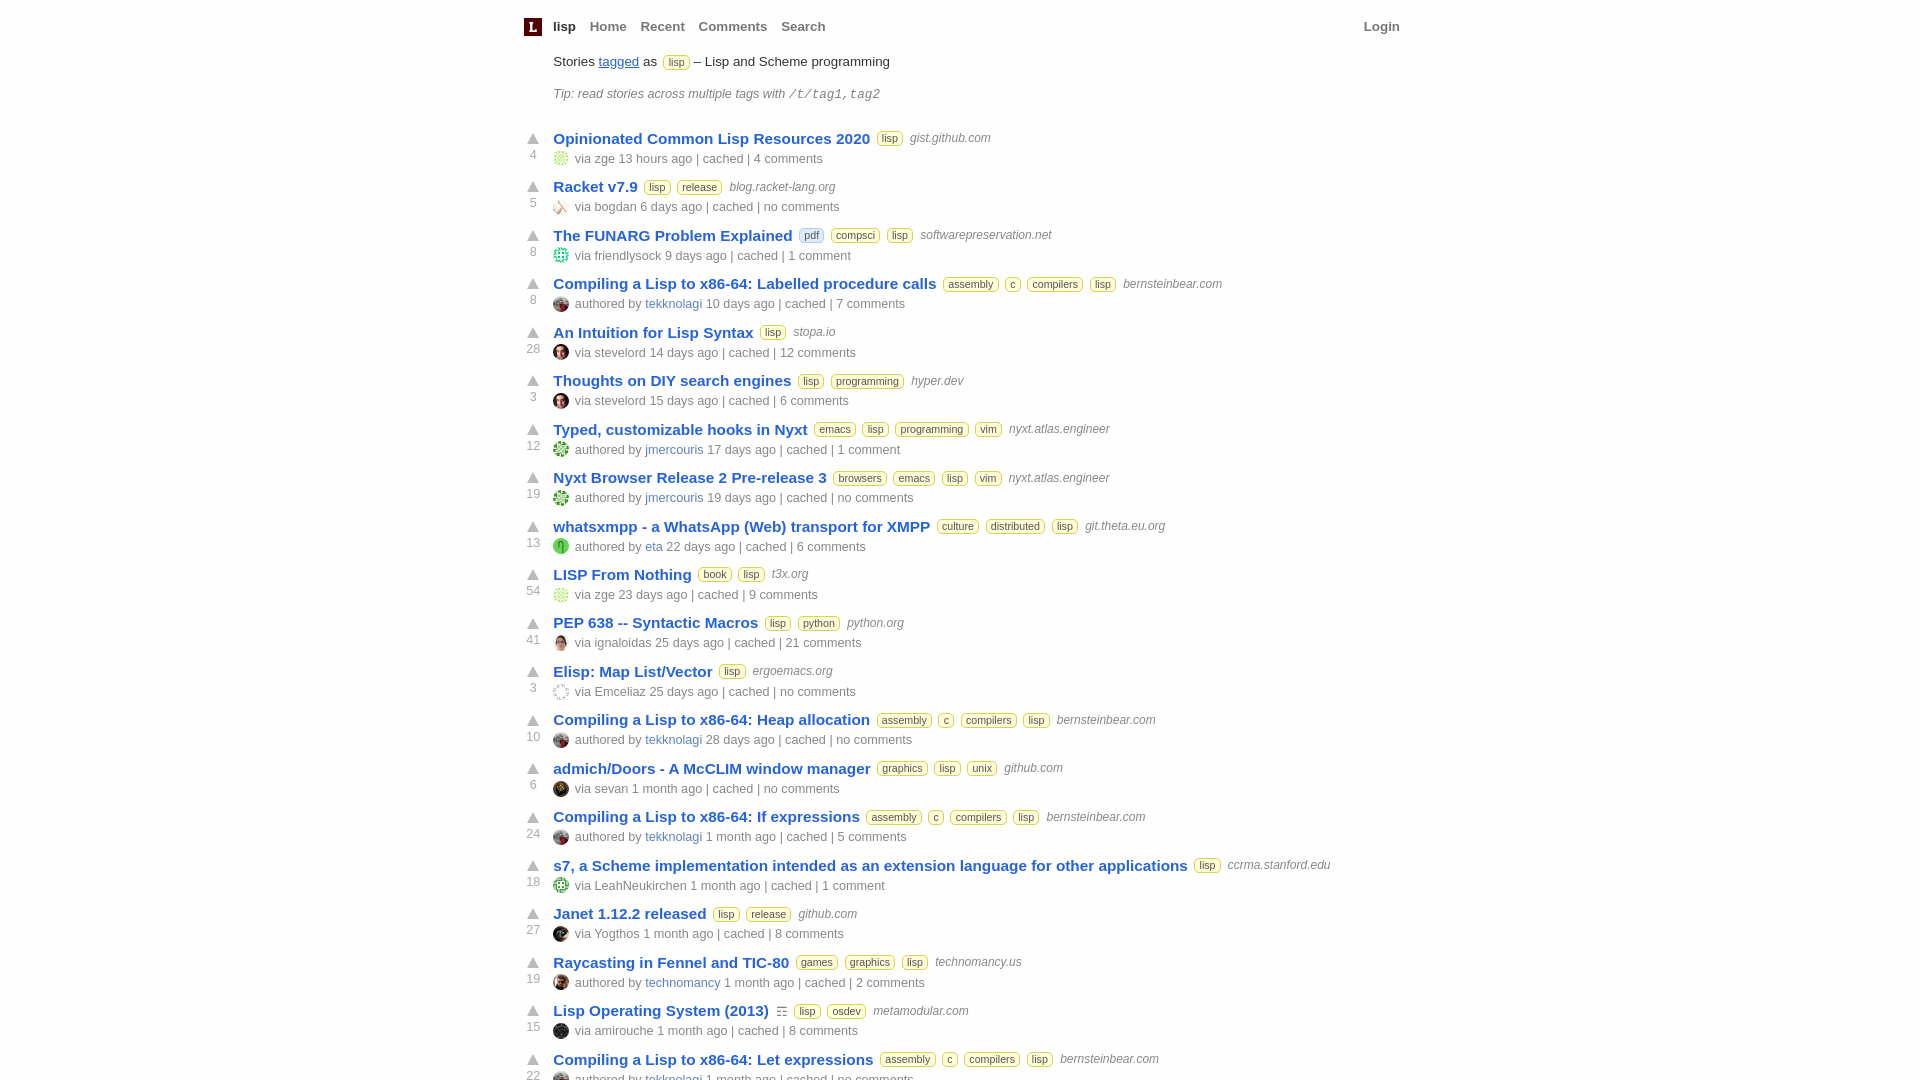 L lisp Home Recent Comments Search Login
Stories tagged as lisp – Lisp and Scheme programming
Tip: read stories across multiple tags with /t/tag1,tag2
Opinionated Common Lisp Resources 2020 lisp gist.github.com
4 via zge 13 hours ago | cached | 4 comments
Racket v7.9 lisp release blog.racket-lang.org
5 via bogdan 6 days ago | cached | no comments
The FUNARG Problem Explained pdf compsci lisp softwarepreservation.net
8 via friendlysock 9 days ago | cached | 1 comment
Compiling a Lisp to x86-64: Labelled procedure calls assembly c compilers lisp bernsteinbear.com
8 authored by tekknolagi 10 days ago | cached | 7 comments
An Intuition for Lisp Syntax lisp stopa.io
28 via stevelord 14 days ago | cached | 12 comments
Thoughts on DIY search engines lisp programming hyper.dev
3 via stevelord 15 days ago | cached | 6 comments
Typed, customizable hooks in Nyxt emacs lisp programming vim nyxt.atlas.engineer
12 authored by jmercouris 17 days ago | cached | 1 comment
Nyxt Browser Release 2 Pre-release 3 browsers emacs lisp vim nyxt.atlas.engineer
19 authored by jmercouris 19 days ago | cached | no comments
whatsxmpp - a WhatsApp (Web) transport for XMPP culture distributed lisp git.theta.eu.org
13 authored by eta 22 days ago | cached | 6 comments
LISP From Nothing book lisp t3x.org
54 via zge 23 days ago | cached | 9 comments
PEP 638 -- Syntactic Macros lisp python python.org
41 via ignaloidas 25 days ago | cached | 21 comments
Elisp: Map List/Vector lisp ergoemacs.org
3 via Emceliaz 25 days ago | cached | no comments
Compiling a Lisp to x86-64: Heap allocation assembly c compilers lisp bernsteinbear.com
10 authored by tekknolagi 28 days ago | cached | no comments
admich/Doors - A McCLIM window manager graphics lisp unix github.com
6 via sevan 1 month ago | cached | no comments
Compiling a Lisp to x86-64: If expressions assembly c compilers lisp bernsteinbear.com
24 authored by tekknolagi 1 month ago | cached | 5 comments
s7, a Scheme implementation intended as an extension language for other applications lisp ccrma.stanford.edu
18 via LeahNeukirchen 1 month ago | cached | 1 comment
Janet 1.12.2 released lisp release github.com
27 via Yogthos 1 month ago | cached | 8 comments
Raycasting in Fennel and TIC-80 games graphics lisp technomancy.us
19 authored by technomancy 1 month ago | cached | 2 comments
Lisp Operating System (2013) ☶ lisp osdev metamodular.com
15 via amirouche 1 month ago | cached | 8 comments
Compiling a Lisp to x86-64: Let expressions assembly c compilers lisp bernsteinbear.com
22 authored by tekknolagi 1 month ago | cached | no comments